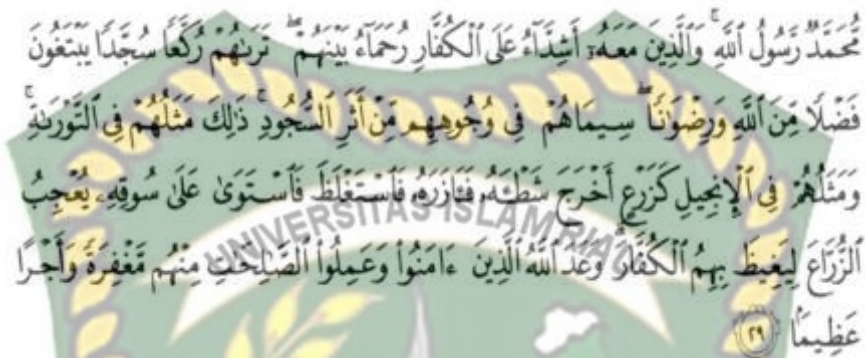 مُّحَمَّدٌ رَّسُولُ ٱللَّهِ ۚ وَٱلَّذِينَ مَعَهُۥٓ أَشِدَّآءُ عَلَى ٱلْكُفَّارِ رُحَمَآءُ بَيْنَهُمْ ۖ تَرَىٰهُمْ رُكَّعًا سُجَّدًا يَبْتَغُونَ
فَضْلًا مِّنَ ٱللَّهِ وَرِضْوَٰنًا ۖ سِيمَاهُمْ فِى وُجُوهِهِم مِّنْ أَثَرِ ٱلسُّجُودِ ۚ ذَٰلِكَ مَثَلُهُمْ فِى ٱلتَّوْرَىٰةِ ۚ
وَمَثَلُهُمْ فِى ٱلْإِنجِيلِ كَزَرْعٍ أَخْرَجَ شَطْـَٔهُۥ فَـَٔازَرَهُۥ فَٱسْتَغْلَظَ فَٱسْتَوَىٰ عَلَىٰ سُوقِهِۦ يُعْجِبُ
UNIVERSITAS ISLAM RIAU
ٱلزُّرَّاعَ لِيَغِيظَ بِهِمُ ٱلْكُفَّارَ ۗ وَعَدَ ٱللَّهُ ٱلَّذِينَ ءَامَنُوا۟ وَعَمِلُوا۟ ٱلصَّٰلِحَٰتِ مِنْهُم مَّغْفِرَةً وَأَجْرًا
عَظِيمًۢا ﴿٢٩﴾